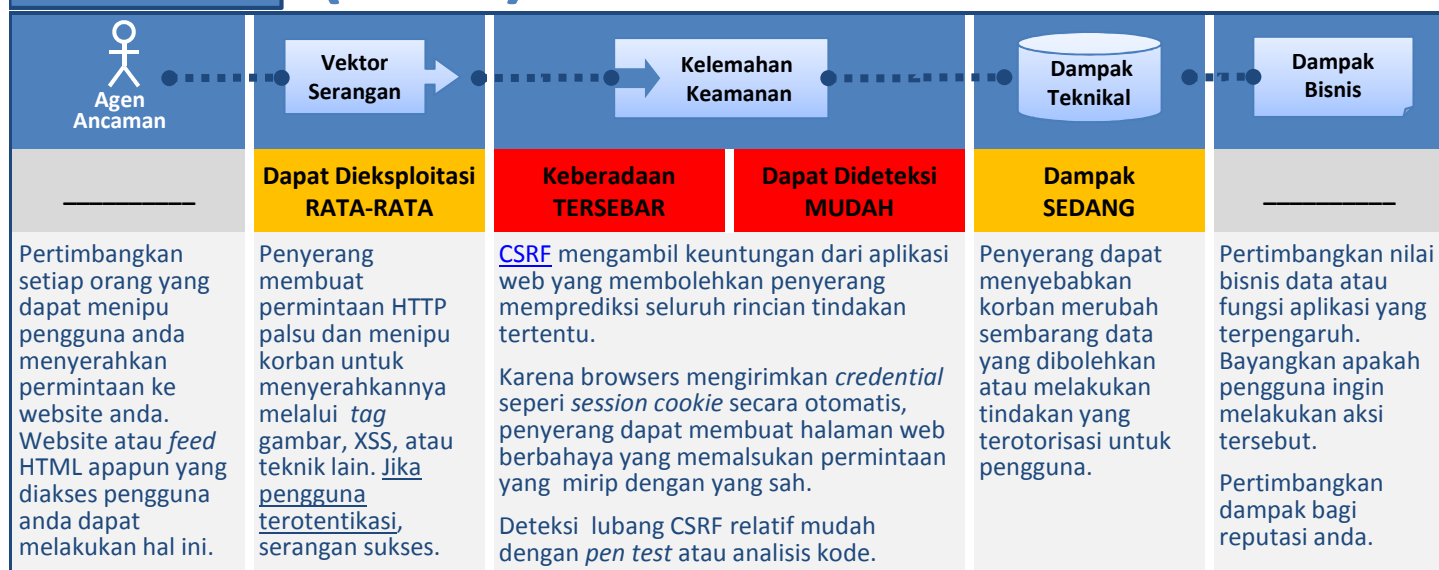 Agen
Ancaman
Vektor
Serangan
Kelemahan
Keamanan
Dampak
Teknikal
Dampak
Bisnis
__________
Dapat Dieksploitasi
RATA-RATA
Keberadaan
TERSEBAR
Dapat Dideteksi
MUDAH
Dampak
SEDANG
__________
Pertimbangkan
setiap orang yang
dapat menipu
pengguna anda
menyerahkan
permintaan ke
website anda.
Website atau feed
HTML apapun yang
diakses pengguna
anda dapat
melakukan hal ini.
Penyerang
membuat
permintaan HTTP
palsu dan menipu
korban untuk
menyerahkannya
melalui tag
gambar, XSS, atau
teknik lain. Jika
pengguna
terotentikasi,
serangan sukses.
CSRF mengambil keuntungan dari aplikasi
web yang membolehkan penyerang
memprediksi seluruh rincian tindakan
tertentu.
Karena browsers mengirimkan credential
seperi session cookie secara otomatis,
penyerang dapat membuat halaman web
berbahaya yang memalsukan permintaan
yang mirip dengan yang sah.
Deteksi lubang CSRF relatif mudah
dengan pen test atau analisis kode.
Penyerang dapat
menyebabkan
korban merubah
sembarang data
yang dibolehkan
atau melakukan
tindakan yang
terotorisasi untuk
pengguna.
Pertimbangkan nilai
bisnis data atau
fungsi aplikasi yang
terpengaruh.
Bayangkan apakah
pengguna ingin
melakukan aksi
tersebut.
Pertimbangkan
dampak bagi
reputasi anda.